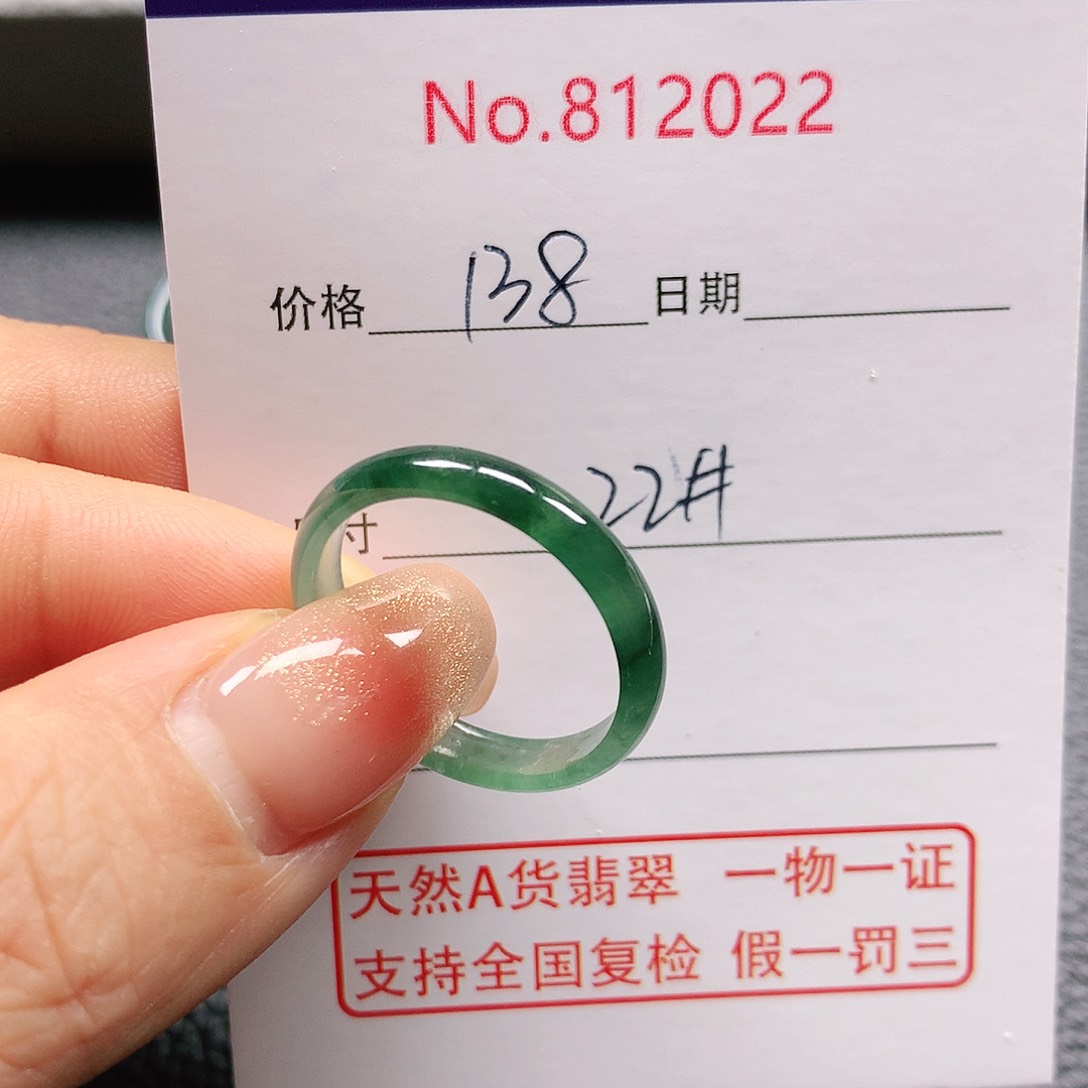 No.812022
价格 138 日期
寸 22#
天然A货翡翠 一物一证
支持全国复检 假一罚三